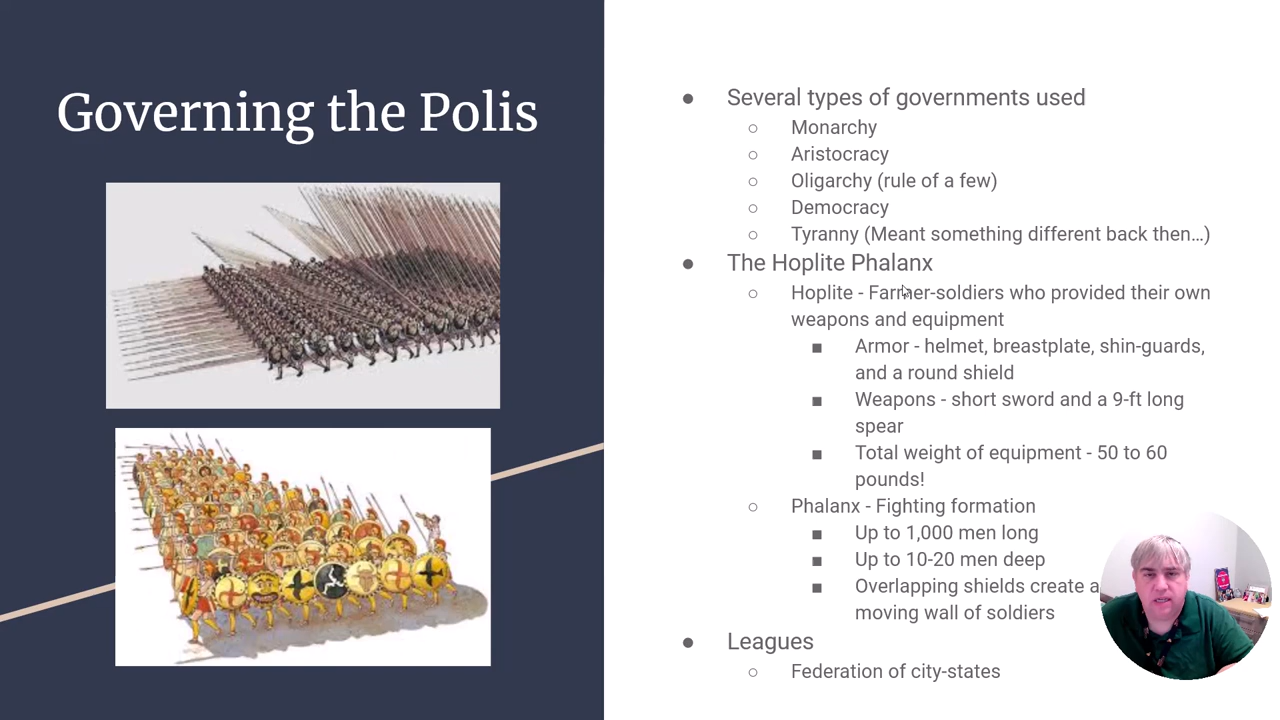 Governing the Polis
● Several types of governments used
○ Monarchy
○ Aristocracy
○ Oligarchy (rule of a few)
○ Democracy
○ Tyranny (Meant something different back then…)
● The Hoplite Phalanx
○ Hoplite - Farmer-soldiers who provided their own
weapons and equipment
■ Armor - helmet, breastplate, shin-guards,
and a round shield
■ Weapons - short sword and a 9-ft long
spear
■ Total weight of equipment - 50 to 60
pounds!
○ Phalanx - Fighting formation
■ Up to 1,000 men long
■ Up to 10-20 men deep
■ Overlapping shields create a
moving wall of soldiers
● Leagues
○ Federation of city-states